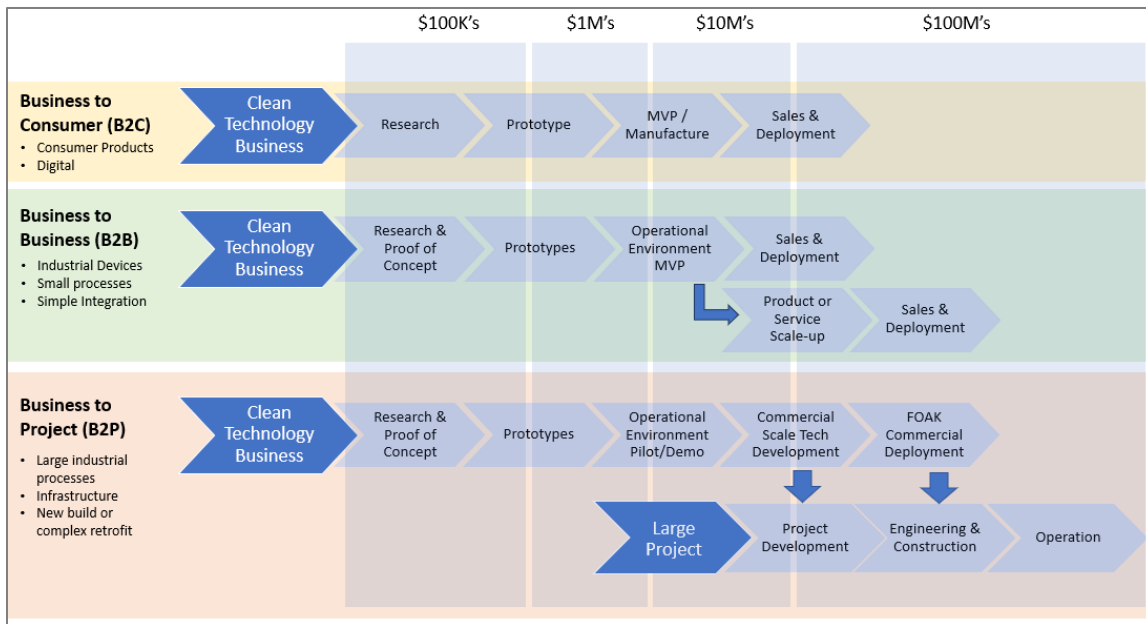 $100K's
$1M's
$10M's
$100M's
Business to
Consumer (B2C)
• Consumer Products
• Digital
Clean
Technology
Business
Research
Prototype
MVP /
Manufacture
Sales &
Deployment
Business to
Business (B2B)
• Industrial Devices
• Small processes
• Simple Integration
Clean
Technology
Business
Research &
Proof of
Concept
Prototypes
Operational
Environment
MVP
Sales &
Deployment
Product or
Service
Scale-up
Sales &
Deployment
Business to
Project (B2P)
• Large industrial
processes
• Infrastructure
• New build or
complex retrofit
Clean
Technology
Business
Research &
Proof of
Concept
Prototypes
Operational
Environment
Pilot/Demo
Commercial
Scale Tech
Development
FOAK
Commercial
Deployment
Large
Project
Project
Development
Engineering &
Construction
Operation